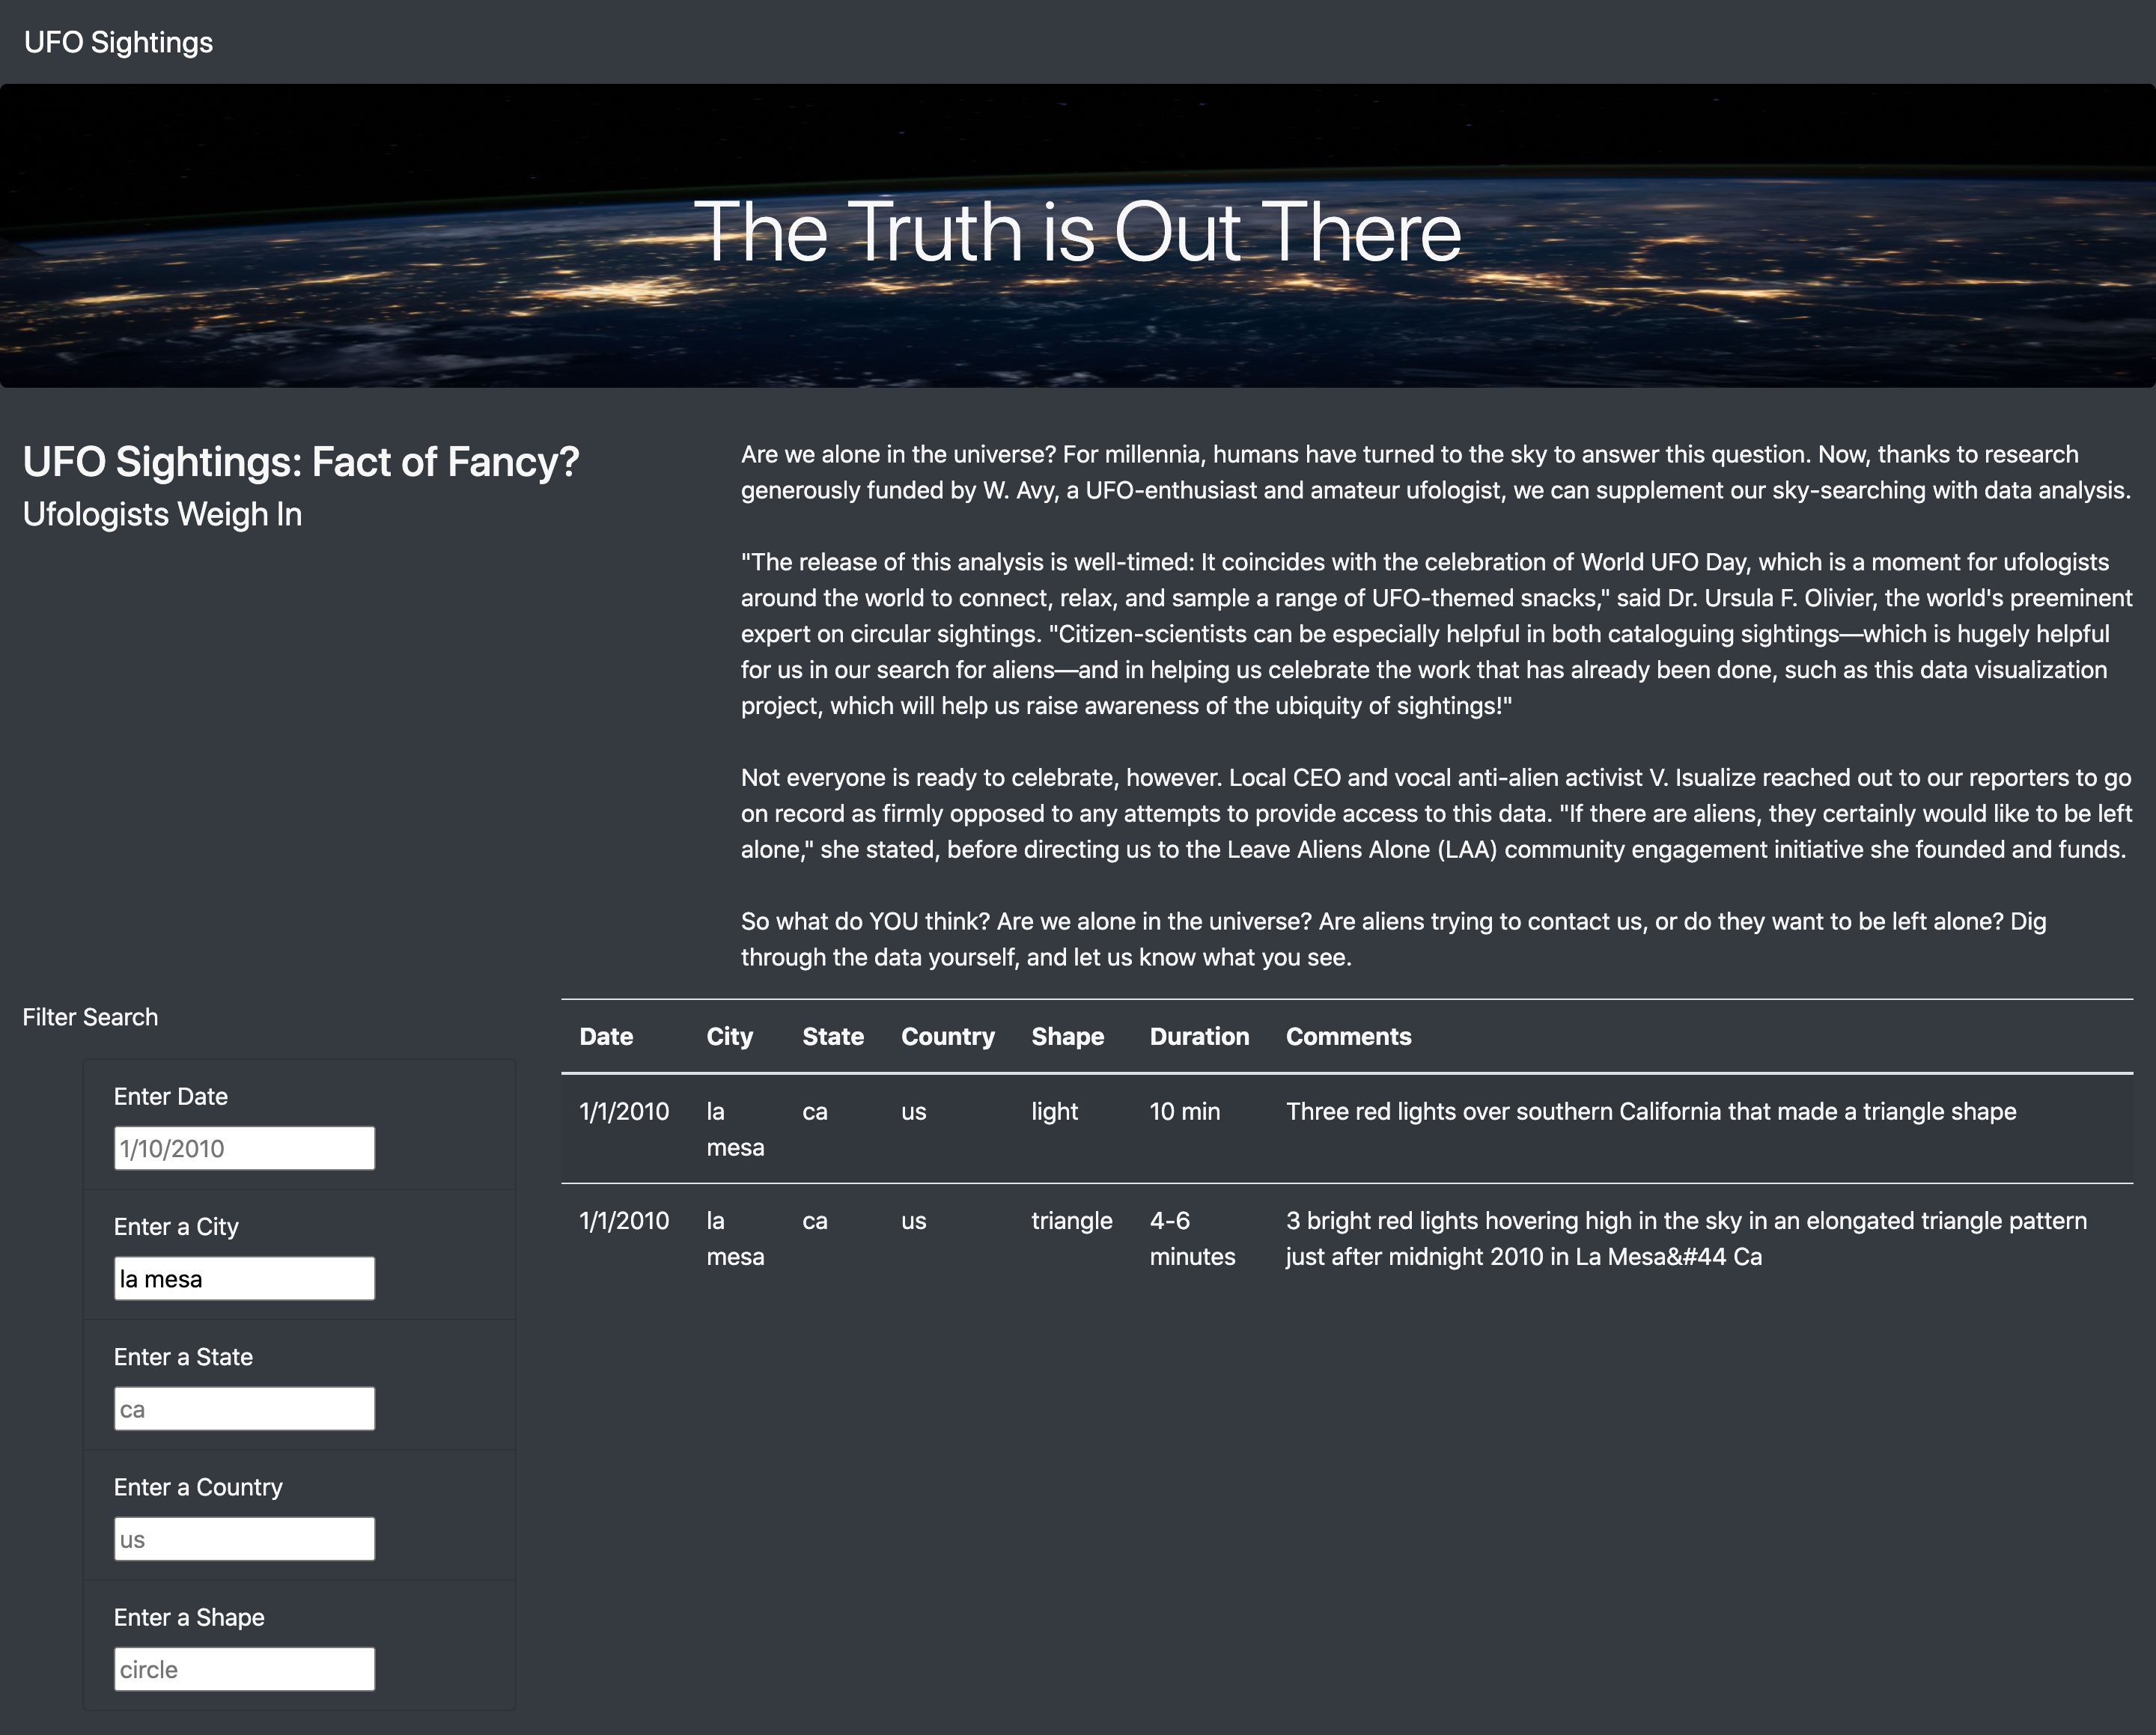 UFO Sightings
The Truth is Out There
UFO Sightings: Fact of Fancy?
Ufologists Weigh In
Are we alone in the universe? For millennia, humans have turned to the sky to answer this question. Now, thanks to research
generously funded by W. Avy, a UFO-enthusiast and amateur ufologist, we can supplement our sky-searching with data analysis.
"The release of this analysis is well-timed: It coincides with the celebration of World UFO Day, which is a moment for ufologists
around the world to connect, relax, and sample a range of UFO-themed snacks," said Dr. Ursula F. Olivier, the world's preeminent
expert on circular sightings. "Citizen-scientists can be especially helpful in both cataloguing sightings—which is hugely helpful
for us in our search for aliens—and in helping us celebrate the work that has already been done, such as this data visualization
project, which will help us raise awareness of the ubiquity of sightings!"
Not everyone is ready to celebrate, however. Local CEO and vocal anti-alien activist V. Isualize reached out to our reporters to go
on record as firmly opposed to any attempts to provide access to this data. "If there are aliens, they certainly would like to be left
alone," she stated, before directing us to the Leave Aliens Alone (LAA) community engagement initiative she founded and funds.
So what do YOU think? Are we alone in the universe? Are aliens trying to contact us, or do they want to be left alone? Dig
through the data yourself, and let us know what you see.
Filter Search
Enter Date
1/10/2010
Enter a City
la mesa
Enter a State
ca
Enter a Country
us
Enter a Shape
circle
Date City State Country Shape Duration Comments
1/1/2010 la ca us light 10 min Three red lights over southern California that made a triangle shape
mesa
1/1/2010 la ca us triangle 4-6 3 bright red lights hovering high in the sky in an elongated triangle pattern
mesa minutes just after midnight 2010 in La Mesa&#44 Ca